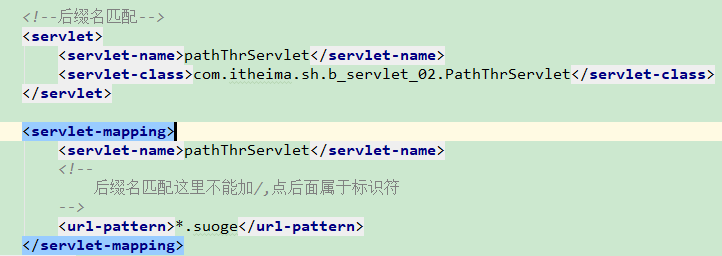 <!--后缀名匹配-->
<servlet>
<servlet-name>pathThrServlet</servlet-name>
<servlet-class>com.itheima.sh.b_servlet_02.PathThrServlet</servlet-class>
</servlet>
<servlet-mapping>
<servlet-name>pathThrServlet</servlet-name>
<!--
后缀名匹配这里不能加/,点后面属于标识符
-->
<url-pattern>*.suoge</url-pattern>
</servlet-mapping>